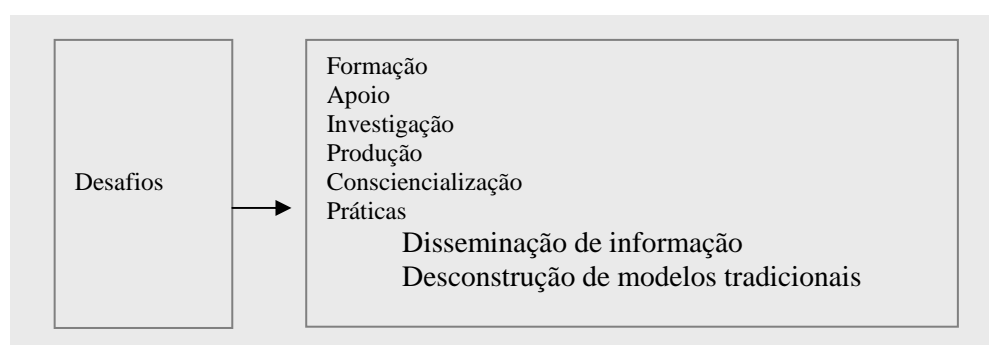 Desafios
Formação
Apoio
Investigação
Produção
Consciencialização
Práticas
Disseminação de informação
Desconstrução de modelos tradicionais